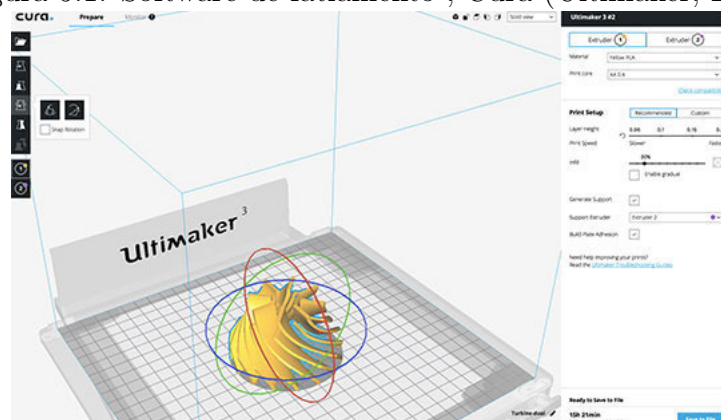 cura. Prepare Monitor Solid view
Ultimaker 3 #2
Extruder 1 Extruder 2
Material Yellow PLA
Print core AA 0.4
Check compatibility
Snap Rotation
Print Setup Recommended Custom
Layer Height 0.06 0.1 0.15
Print Speed Slower Faster
Infill 20%
Enable gradual
Generate Support
Support Extruder Extruder 2
Build Plate Adhesion
Need help improving your prints?
Read the Ultimaker Troubleshooting Guides
Ultimaker 3
Ready to Save to File
Turbine dual
15h 21min
Save to File